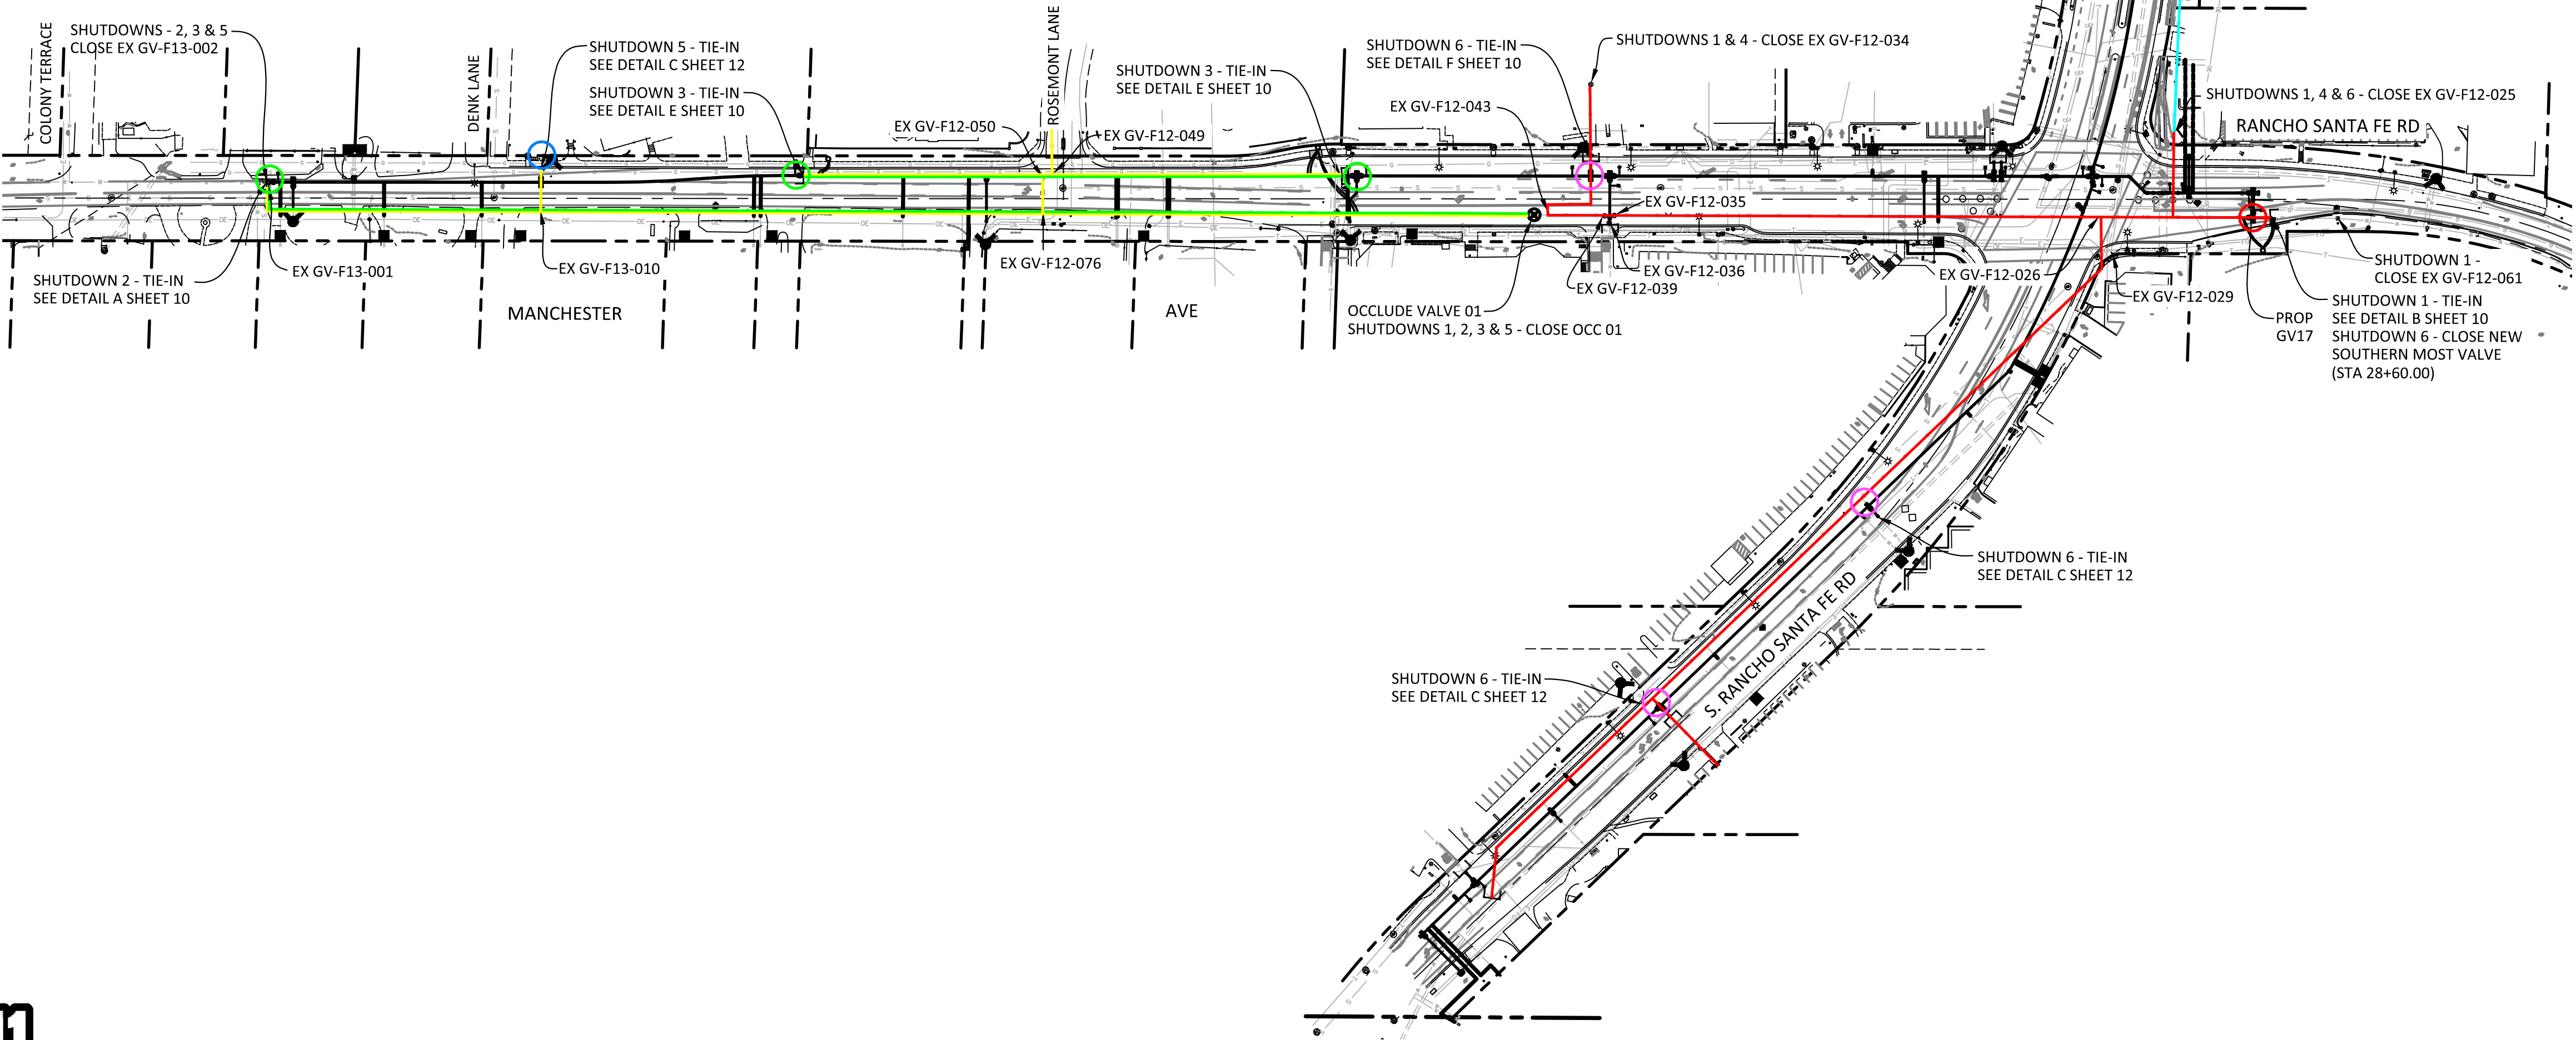 COLONY TERRACE
SHUTDOWNS - 2, 3 & 5
CLOSE EX GV-F13-002
DENK LANE
SHUTDOWN 5 - TIE-IN
SEE DETAIL C SHEET 12
SHUTDOWN 3 - TIE-IN
SEE DETAIL E SHEET 10
EX GV-F12-050
ROSEMONT LANE
EX GV-F12-049
SHUTDOWN 3 - TIE-IN
SEE DETAIL E SHEET 10
SHUTDOWN 6 - TIE-IN
SEE DETAIL F SHEET 10
EX GV-F12-043
SHUTDOWNS 1 & 4 - CLOSE EX GV-F12-034
SHUTDOWNS 1, 4 & 6 - CLOSE EX GV-F12-025
RANCHO SANTA FE RD
SHUTDOWN 2 - TIE-IN
SEE DETAIL A SHEET 10
EX GV-F13-001
EX GV-F13-010
MANCHESTER
EX GV-F12-076
AVE
OCCLUDE VALVE 01
SHUTDOWNS 1, 2, 3 & 5 - CLOSE OCC 01
EX GV-F12-035
EX GV-F12-036
EX GV-F12-039
EX GV-F12-026
EX GV-F12-029
SHUTDOWN 1 -
CLOSE EX GV-F12-061
PROP
GV17
SHUTDOWN 1 - TIE-IN
SEE DETAIL B SHEET 10
SHUTDOWN 6 - CLOSE NEW
SOUTHERN MOST VALVE
(STA 28+60.00)
SHUTDOWN 6 - TIE-IN
SEE DETAIL C SHEET 12
S. RANCHO SANTA FE RD
SHUTDOWN 6 - TIE-IN
SEE DETAIL C SHEET 12